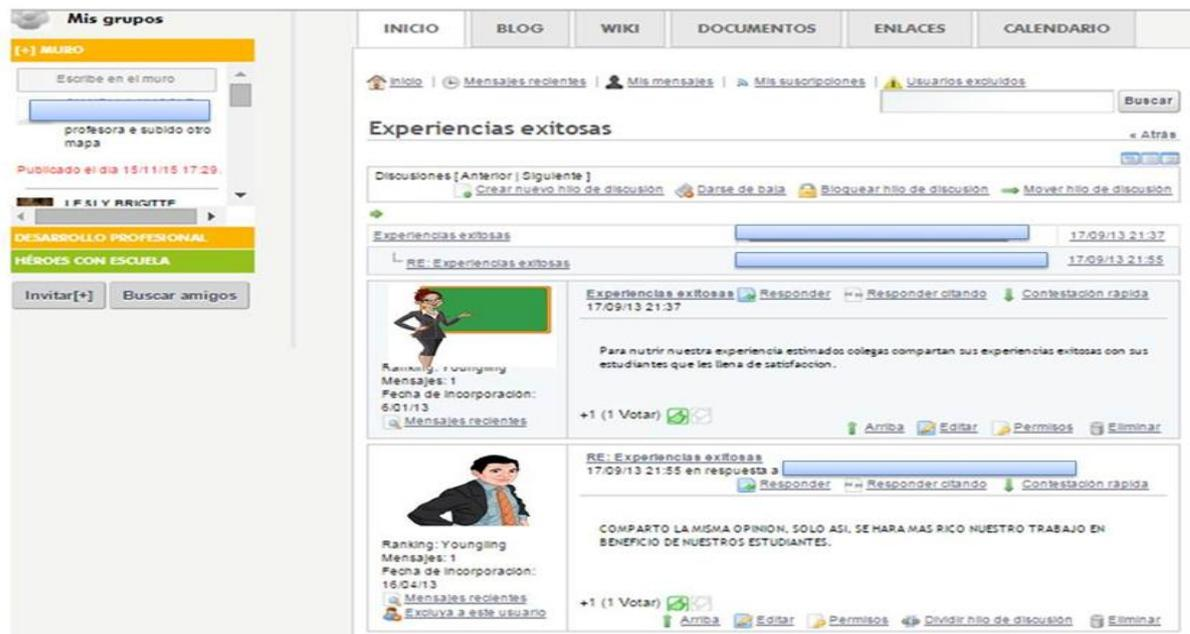 Mis grupos
[+] MURO
Escribe en el muro
profesora e subido otro
mapa
Publicado el día 15/11/15 17:29.
LESLY BRIGITTE
DESARROLLO PROFESIONAL
HÉROES CON ESCUELA
Invitar[+] Buscar amigos
INICIO BLOG WIKI DOCUMENTOS ENLACES CALENDARIO
Inicio | Mensajes recientes | Mis mensajes | Mis suscripciones | Usuarios excluidos
Buscar
Experiencias exitosas
« Atrás
Discusiones [ Anterior | Siguiente ]
Crear nuevo hilo de discusión Darse de baja Bloquear hilo de discusión Mover hilo de discusión
Experiencias exitosas 17/09/13 21:37
RE: Experiencias exitosas 17/09/13 21:55
Experiencias exitosas Responder Responder citando Contestación rápida
17/09/13 21:37
Para nutrir nuestra experiencia estimados colegas compartan sus experiencias exitosas con sus
estudiantes que les llena de satisfaccion.
Ranking: Youngling
Mensajes: 1
Fecha de incorporación:
6/01/13
Mensajes recientes
+1 (1 Votar)
Arriba Editar Permisos Eliminar
RE: Experiencias exitosas
17/09/13 21:55 en respuesta a
Responder Responder citando Contestación rápida
COMPARTO LA MISMA OPINION, SOLO ASI, SE HARA MAS RICO NUESTRO TRABAJO EN
BENEFICIO DE NUESTROS ESTUDIANTES.
Ranking: Youngling
Mensajes: 1
Fecha de incorporación:
16/04/13
Mensajes recientes
Excluya a este usuario
+1 (1 Votar)
Arriba Editar Permisos Dividir hilo de discusión Eliminar